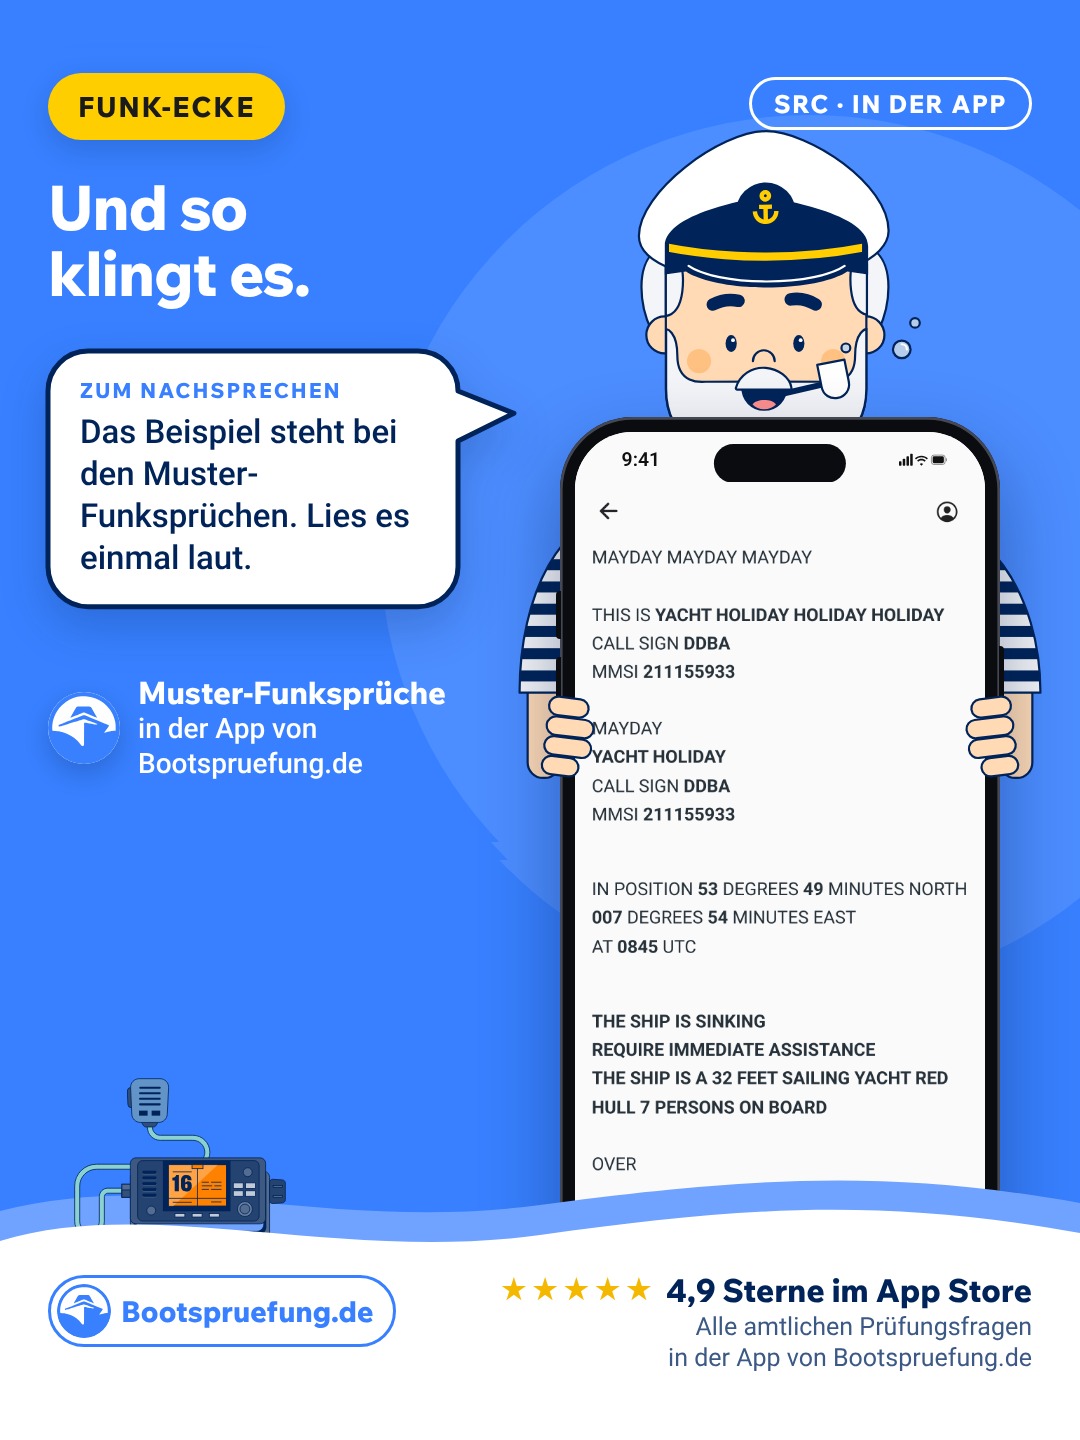 FUNK-ECKE
SRC · IN DER APP
Und so
klingt es.
ZUM NACHSPRECHEN
Das Beispiel steht bei
den Muster-
Funksprüchen. Lies es
einmal laut.
Muster-Funksprüche
in der App von
Bootspruefung.de
9:41
MAYDAY MAYDAY MAYDAY
THIS IS YACHT HOLIDAY HOLIDAY HOLIDAY
CALL SIGN DDBA
MMSI 211155933
MAYDAY
YACHT HOLIDAY
CALL SIGN DDBA
MMSI 211155933
IN POSITION 53 DEGREES 49 MINUTES NORTH
007 DEGREES 54 MINUTES EAST
AT 0845 UTC
THE SHIP IS SINKING
REQUIRE IMMEDIATE ASSISTANCE
THE SHIP IS A 32 FEET SAILING YACHT RED
HULL 7 PERSONS ON BOARD
OVER
16
Bootspruefung.de
★★★★★ 4,9 Sterne im App Store
Alle amtlichen Prüfungsfragen
in der App von Bootspruefung.de